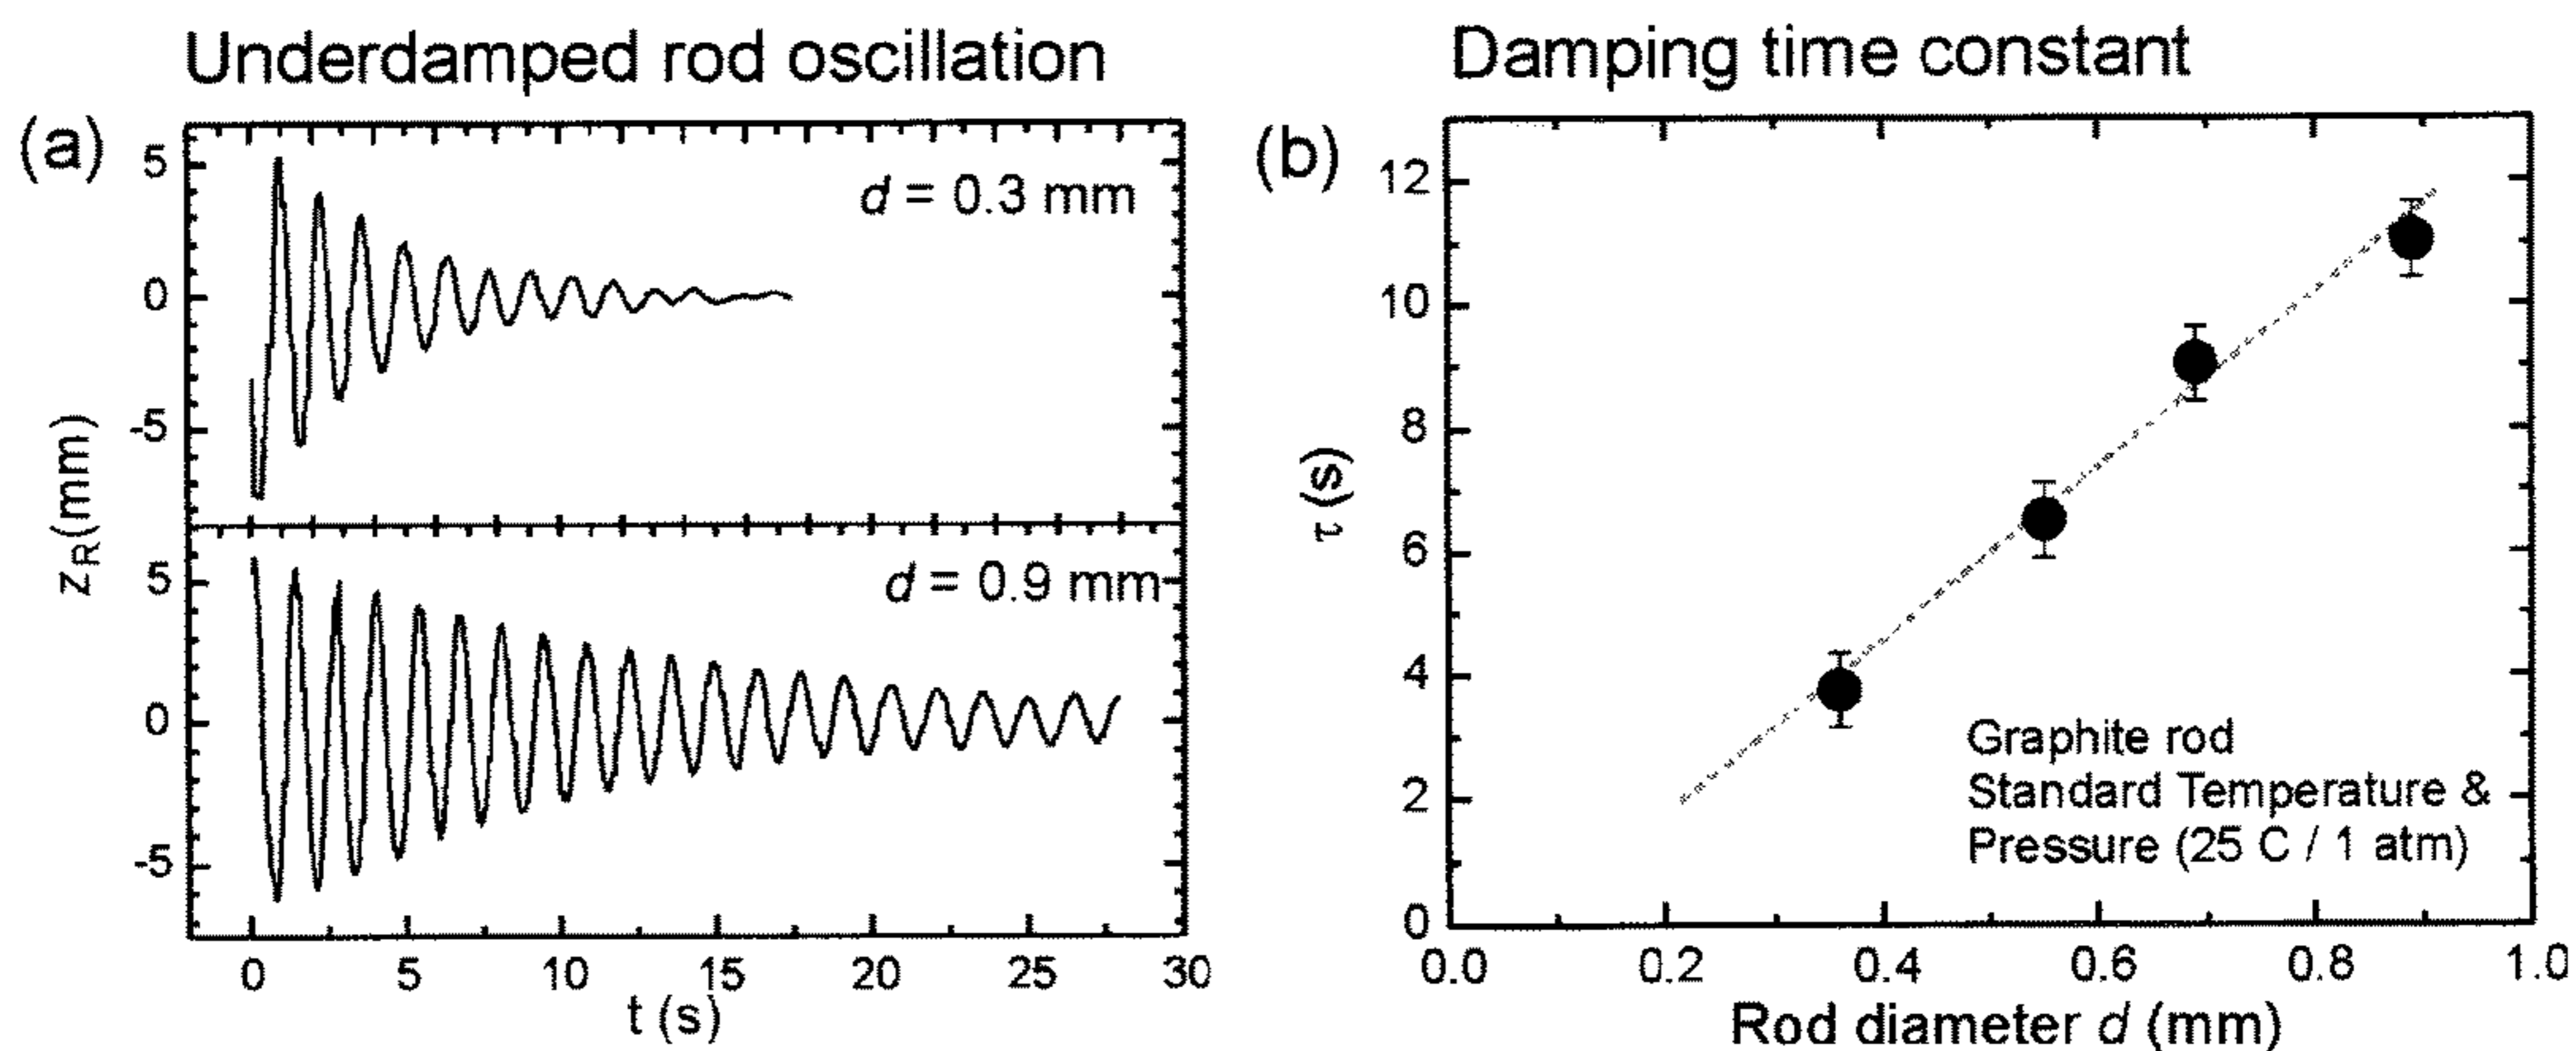 Underdamped rod oscillation
(a)
5
0
-5
d = 0.3 mm
5
0
-5
d = 0.9 mm
zR(mm)
0 5 10 15 20 25 30
t (s)
Damping time constant
(b)
12
10
8
6
4
2
0
τ (s)
Graphite rod
Standard Temperature &
Pressure (25 C / 1 atm)
0.0 0.2 0.4 0.6 0.8 1.0
Rod diameter d (mm)